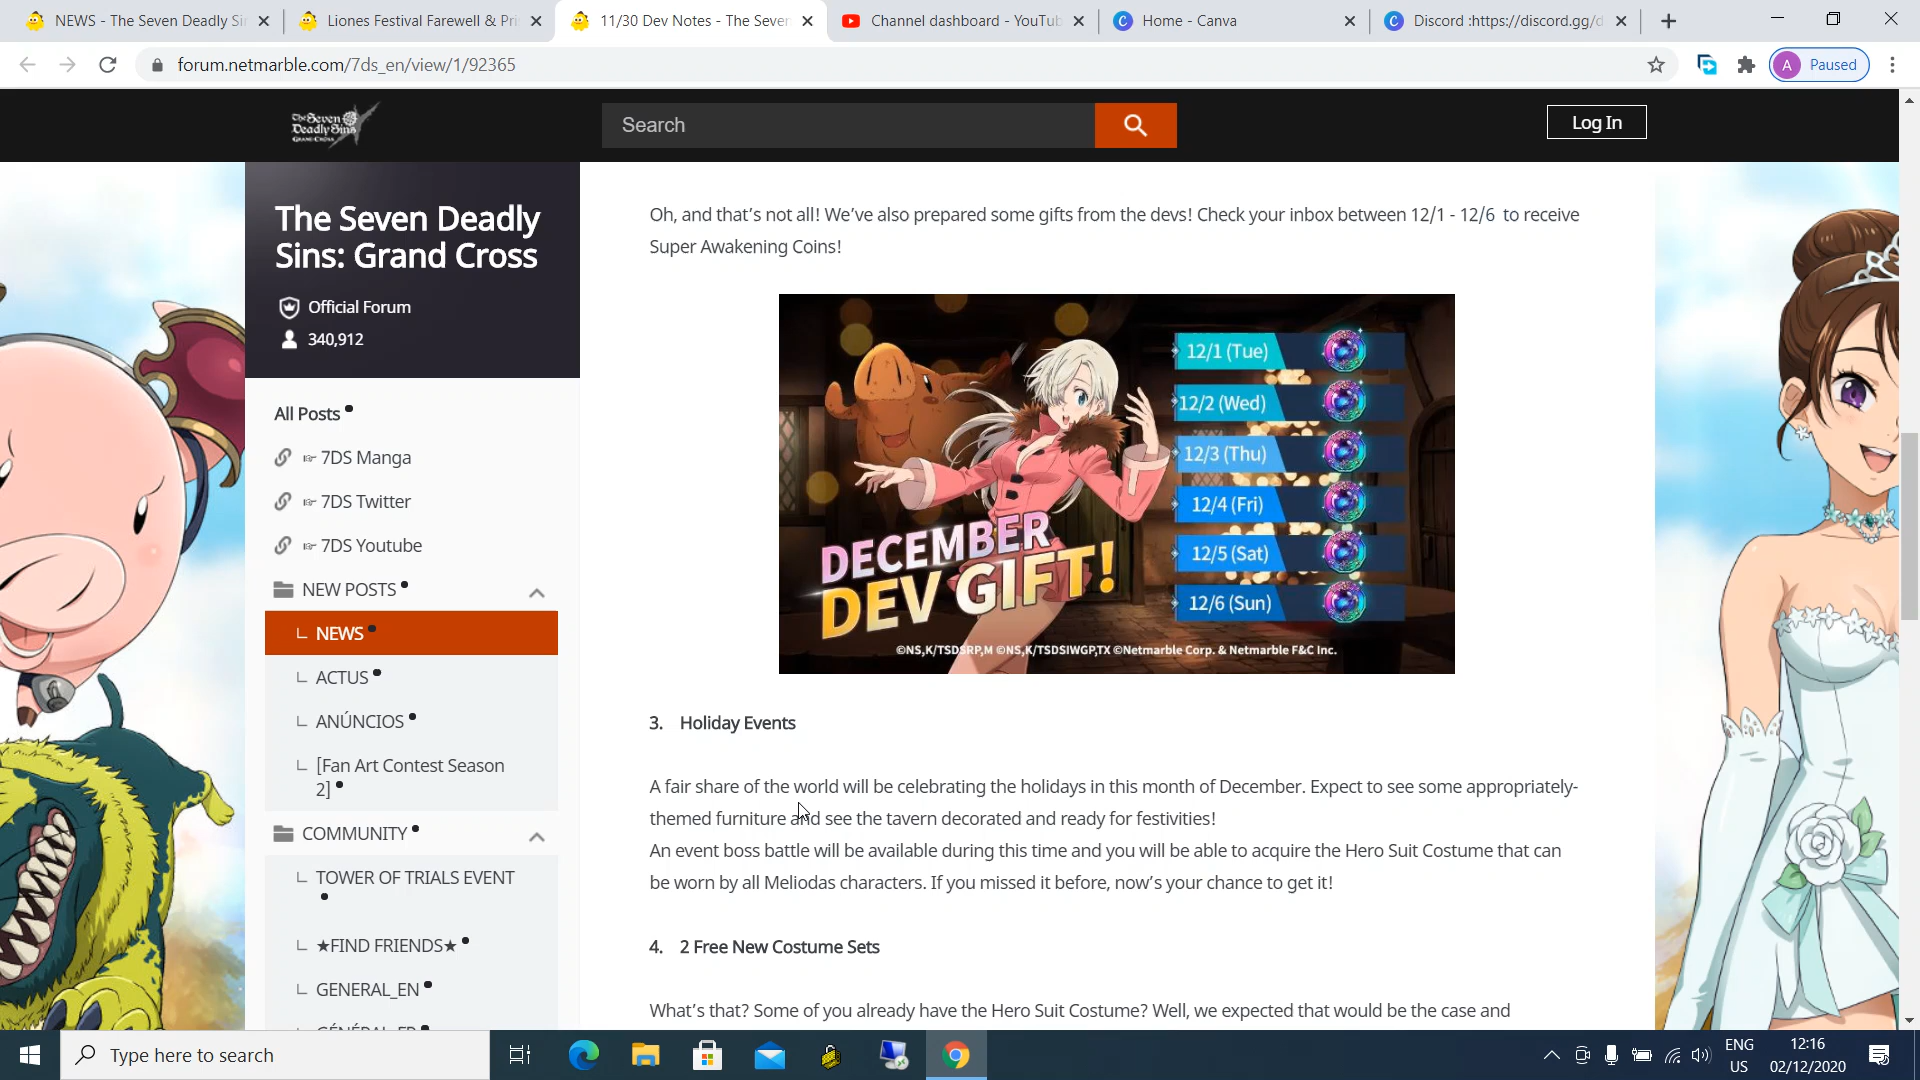 NEWS - The Seven Deadly Si
Liones Festival Farewell & Pri
11/30 Dev Notes - The Seven
Channel dashboard - YouTub
Home - Canva
Discord :https://discord.gg/d
forum.netmarble.com/7ds_en/view/1/92365
A Paused
The Seven
Deadly Sins
GRAND CROSS
Search
Log In
The Seven Deadly
Sins: Grand Cross
Official Forum
340,912
All Posts
☞ 7DS Manga
☞ 7DS Twitter
☞ 7DS Youtube
NEW POSTS
NEWS
ACTUS
ANÚNCIOS
[Fan Art Contest Season
2]
COMMUNITY
TOWER OF TRIALS EVENT
★FIND FRIENDS★
GENERAL_EN
GÉNÉRAL_FR
Oh, and that's not all! We've also prepared some gifts from the devs! Check your inbox between 12/1 - 12/6 to receive
Super Awakening Coins!
12/1 (Tue)
12/2 (Wed)
12/3 (Thu)
12/4 (Fri)
12/5 (Sat)
12/6 (Sun)
DECEMBER
DEV GIFT!
©NS,K/TSDSRP,M ©NS,K/TSDSIWGP,TX ©Netmarble Corp. & Netmarble F&C Inc.
3. Holiday Events
A fair share of the world will be celebrating the holidays in this month of December. Expect to see some appropriately-
themed furniture and see the tavern decorated and ready for festivities!
An event boss battle will be available during this time and you will be able to acquire the Hero Suit Costume that can
be worn by all Meliodas characters. If you missed it before, now's your chance to get it!
4. 2 Free New Costume Sets
What's that? Some of you already have the Hero Suit Costume? Well, we expected that would be the case and
Type here to search
ENG
US
12:16
02/12/2020